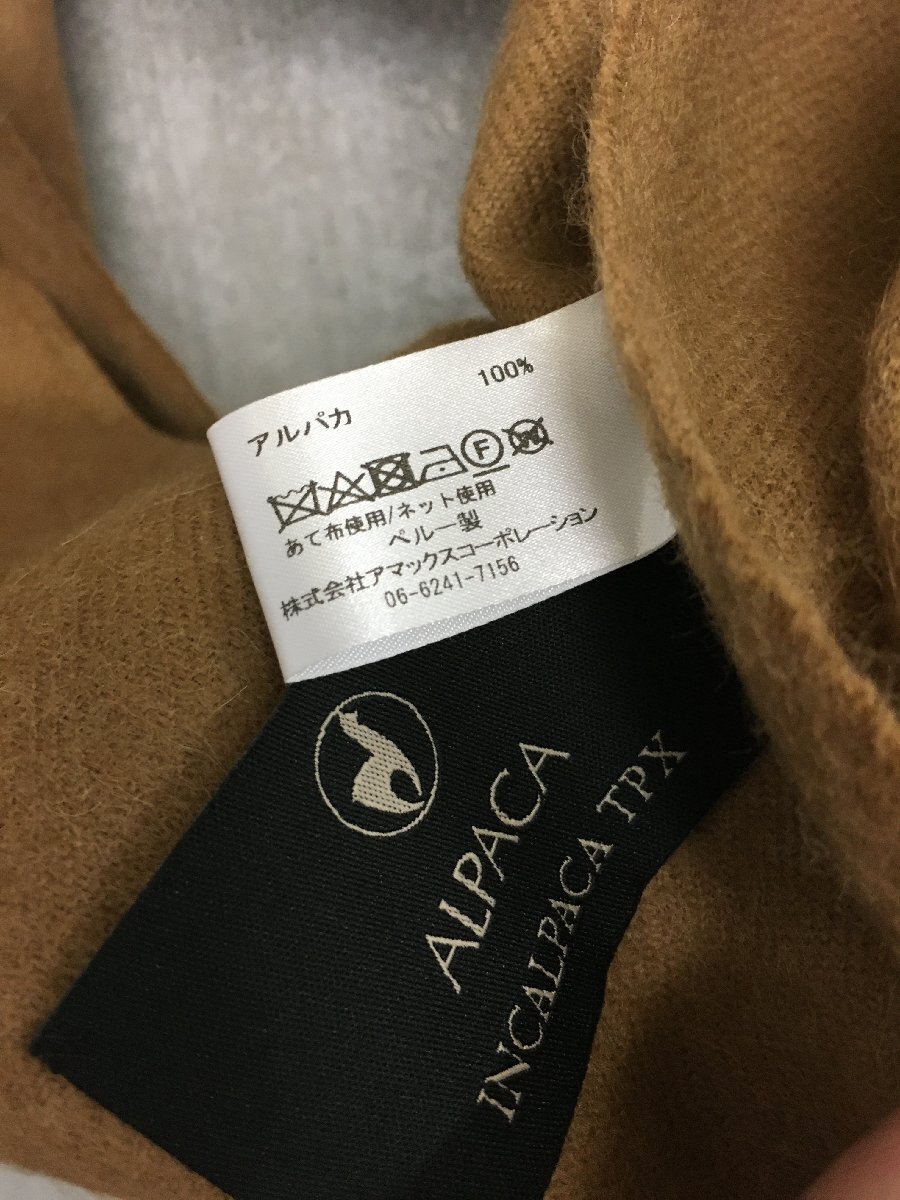 アルパカ 100%
F W
あて布使用/ネット使用
ペルー製
株式会社アマックスコーポレーション
06-6241-7156
ALPACA
INCALPACA TPX